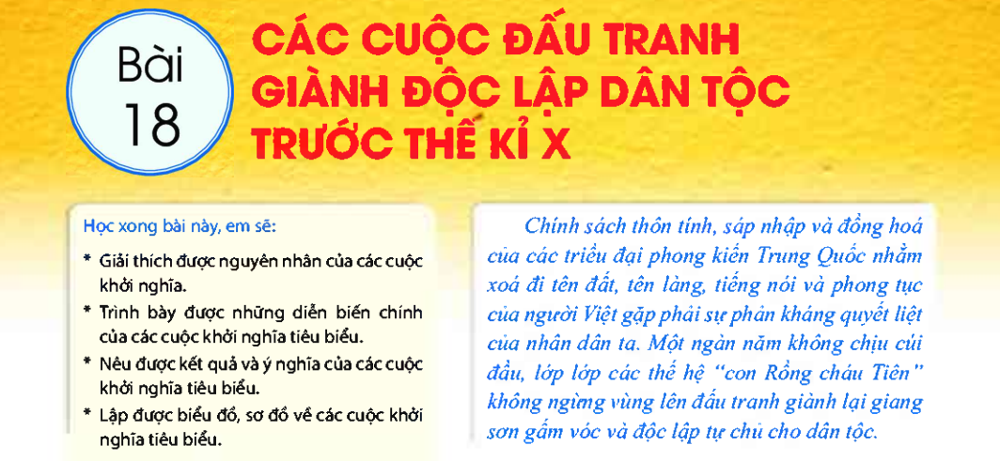 Bài
18
CÁC CUỘC ĐẤU TRANH
GIÀNH ĐỘC LẬP DÂN TỘC
TRƯỚC THẾ KỈ X
Học xong bài này, em sẽ:
* Giải thích được nguyên nhân của các cuộc
khởi nghĩa.
* Trình bày được những diễn biến chính
của các cuộc khởi nghĩa tiêu biểu.
* Nêu được kết quả và ý nghĩa của các cuộc
khởi nghĩa tiêu biểu.
* Lập được biểu đồ, sơ đồ về các cuộc khởi
nghĩa tiêu biểu.
Chính sách thôn tính, sáp nhập và đồng hoá
của các triều đại phong kiến Trung Quốc nhằm
xoá đi tên đất, tên làng, tiếng nói và phong tục
của người Việt gặp phải sự phản kháng quyết liệt
của nhân dân ta. Một ngàn năm không chịu cúi
đầu, lớp lớp các thế hệ “con Rồng cháu Tiên”
không ngừng vùng lên đấu tranh giành lại giang
sơn gấm vóc và độc lập tự chủ cho dân tộc.